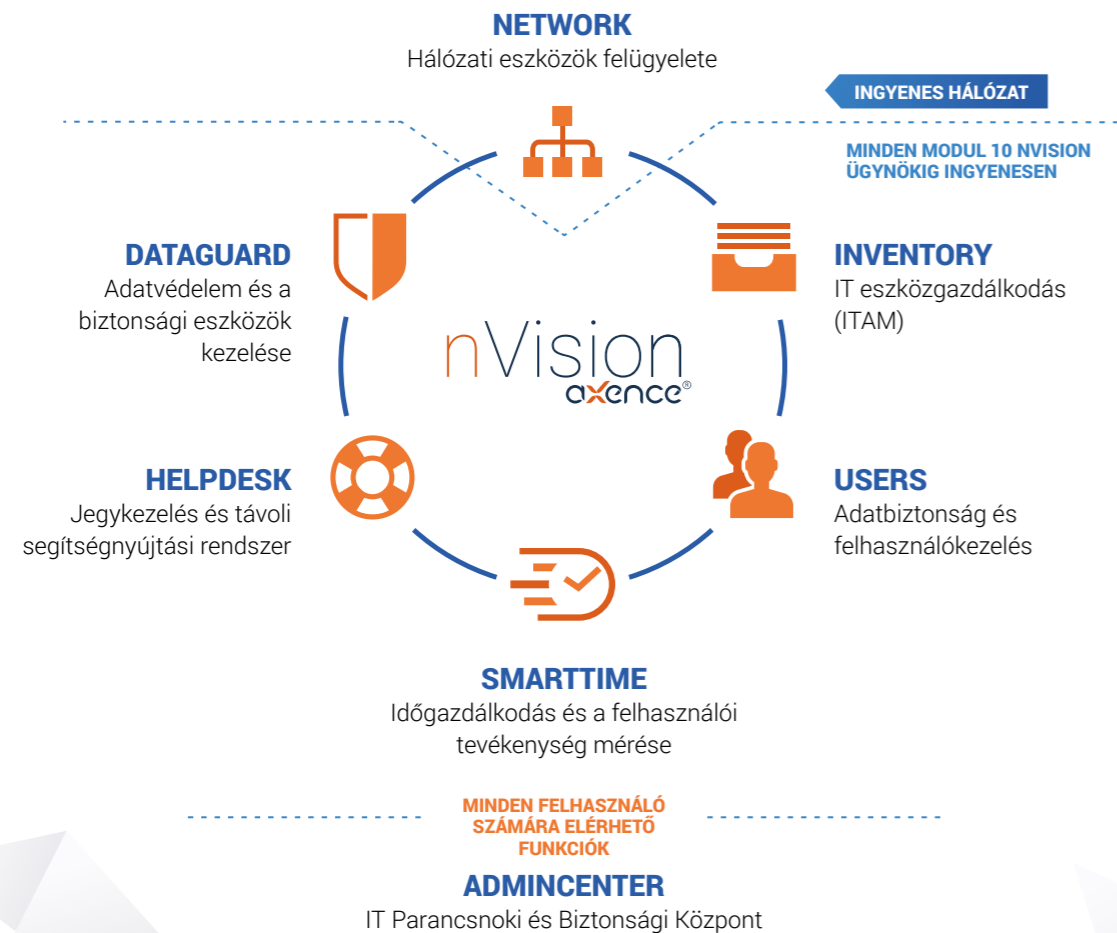 NETWORK
Hálózati eszközök felügyelete
INGYENES HÁLÓZAT
MINDEN MODUL 10 NVISION
ÜGYNÖKIG INGYENESEN
DATAGUARD
Adatvédelem és a
biztonsági eszközök
kezelése
INVENTORY
IT eszközgazdálkodás
(ITAM)
nVision
axence®
HELPDESK
Jegykezelés és távoli
segítségnyújtási rendszer
USERS
Adatbiztonság és
felhasználókezelés
SMARTTIME
Időgazdálkodás és a felhasználói
tevékenység mérése
MINDEN FELHASZNÁLÓ
SZÁMÁRA ELÉRHETŐ
FUNKCIÓK
ADMINCENTER
IT Parancsnoki és Biztonsági Központ